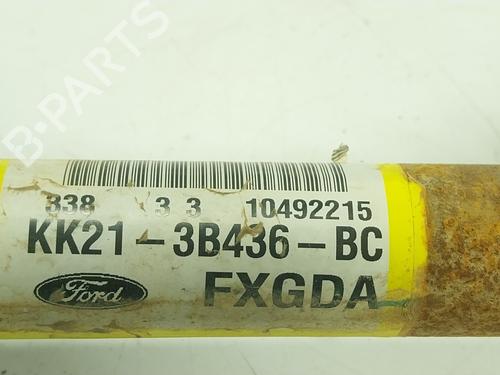 B-PARTS
338 3 3 10492215
KK21-3B436-BC
Ford FXGDA